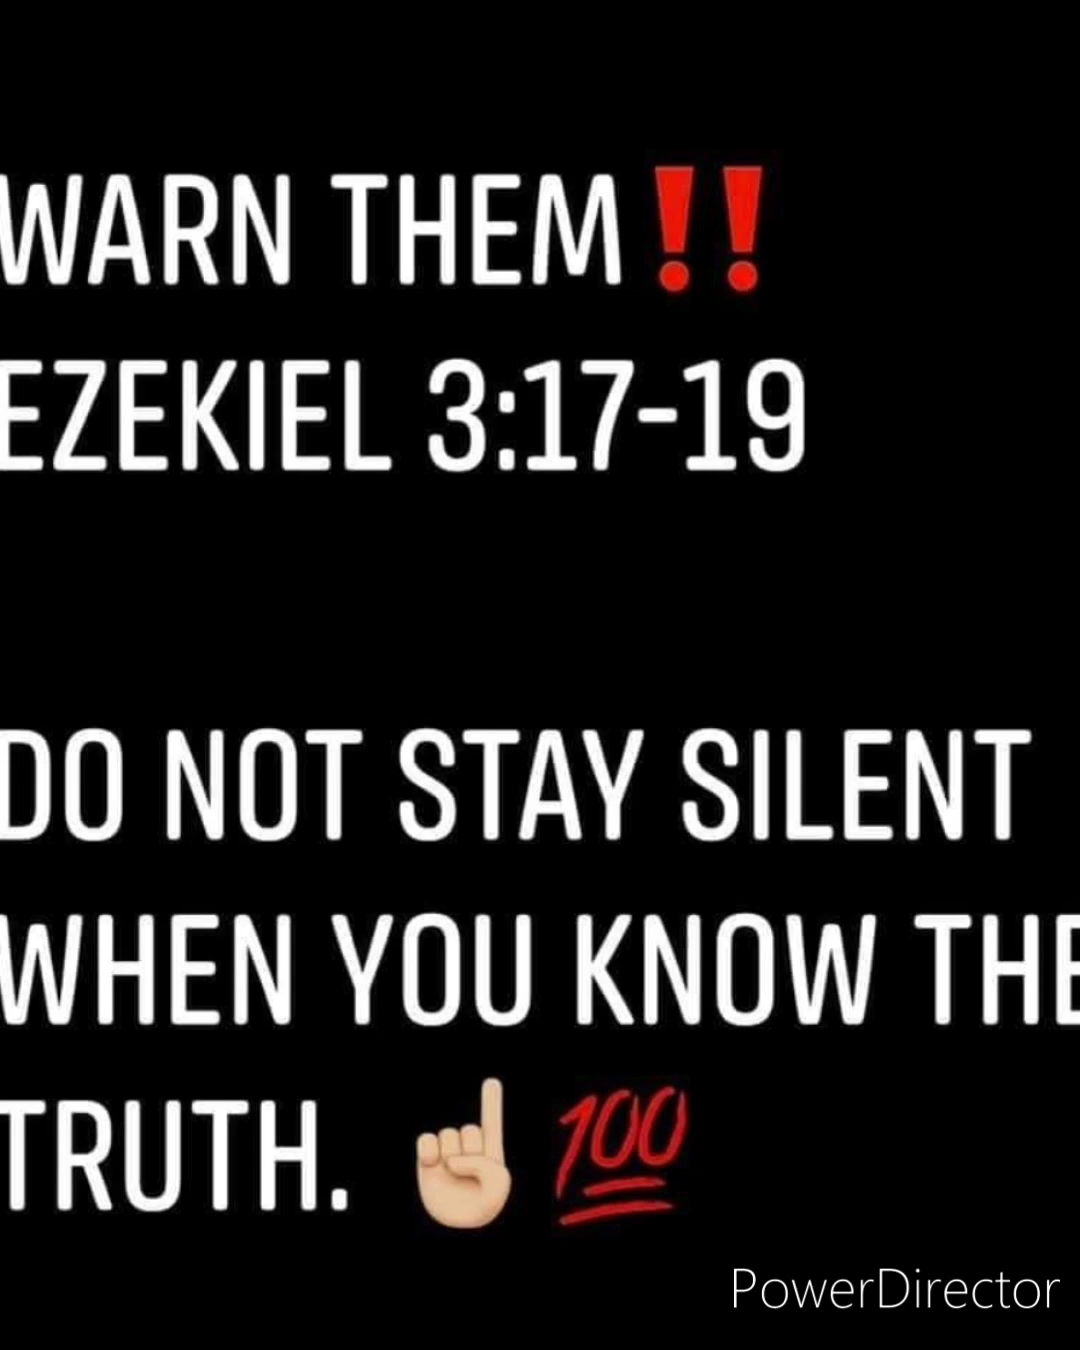 WARN THEM‼️
EZEKIEL 3:17-19
DO NOT STAY SILENT
WHEN YOU KNOW THE
TRUTH. ☝🏼 💯
PowerDirector